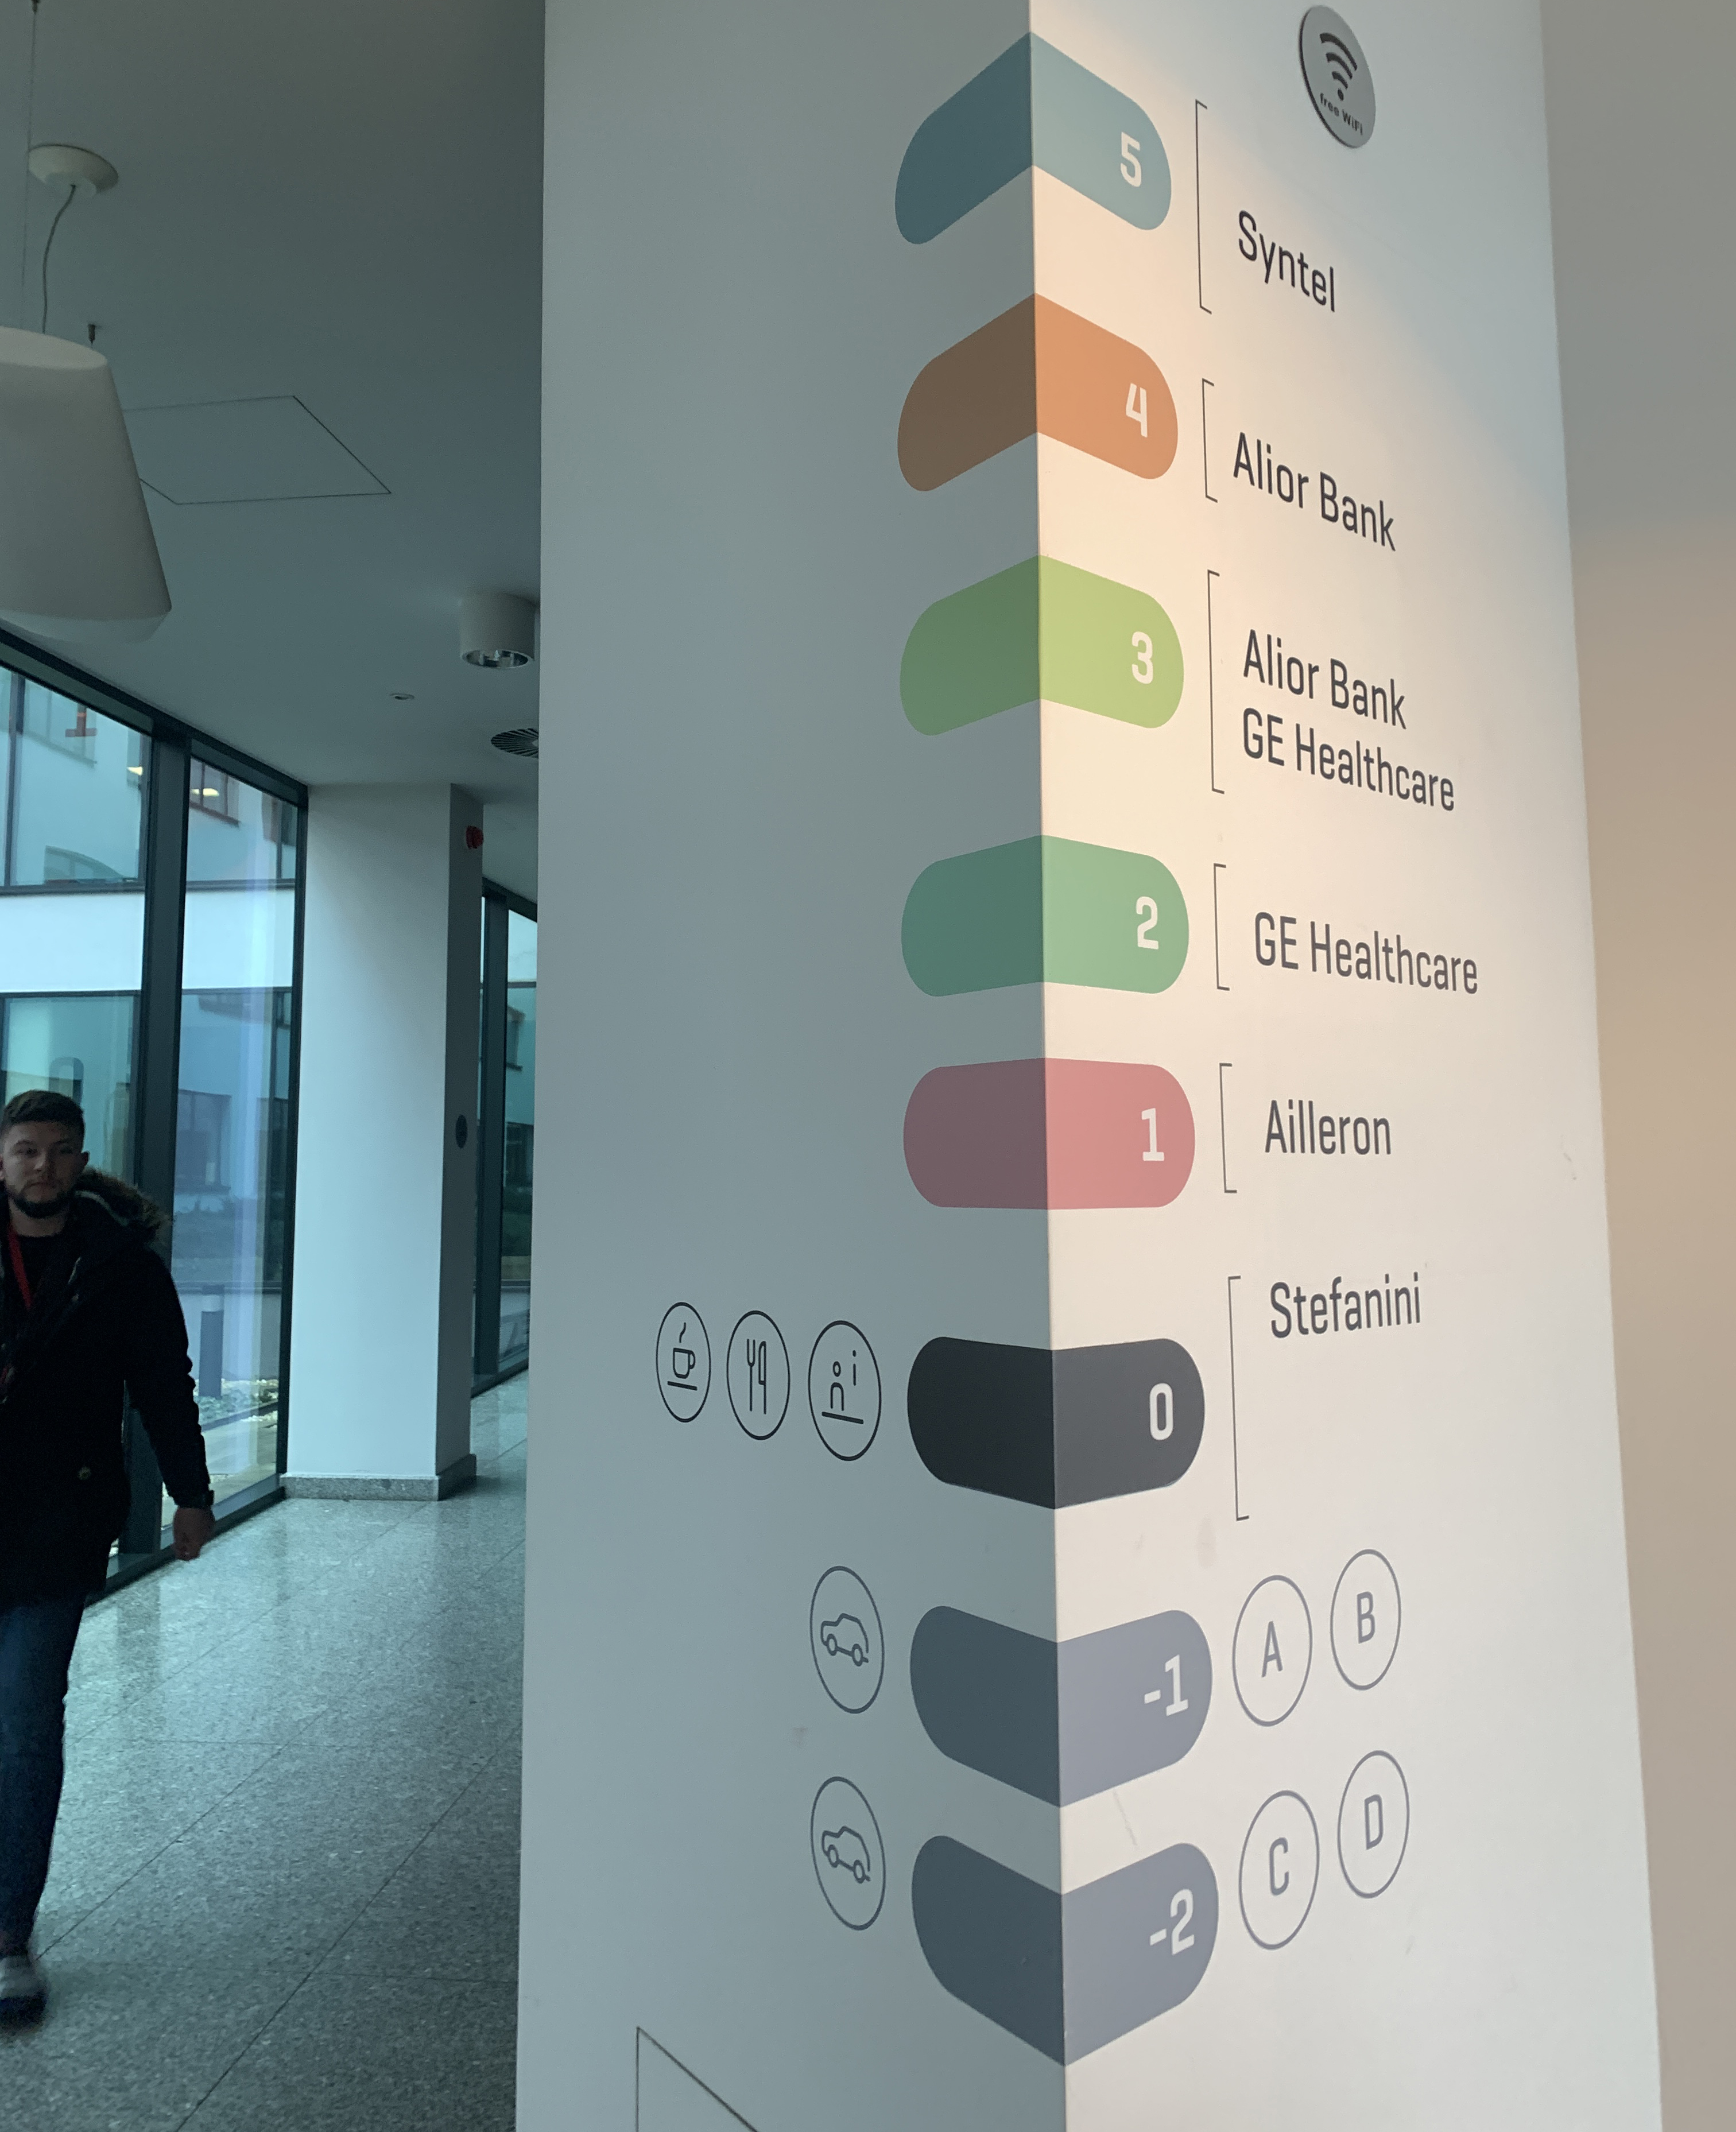 free WiFi
5
Syntel
4
Alior Bank
3
Alior Bank
GE Healthcare
2
GE Healthcare
1
Ailleron
0
Stefanini
i
-1
A
B
-2
C
D